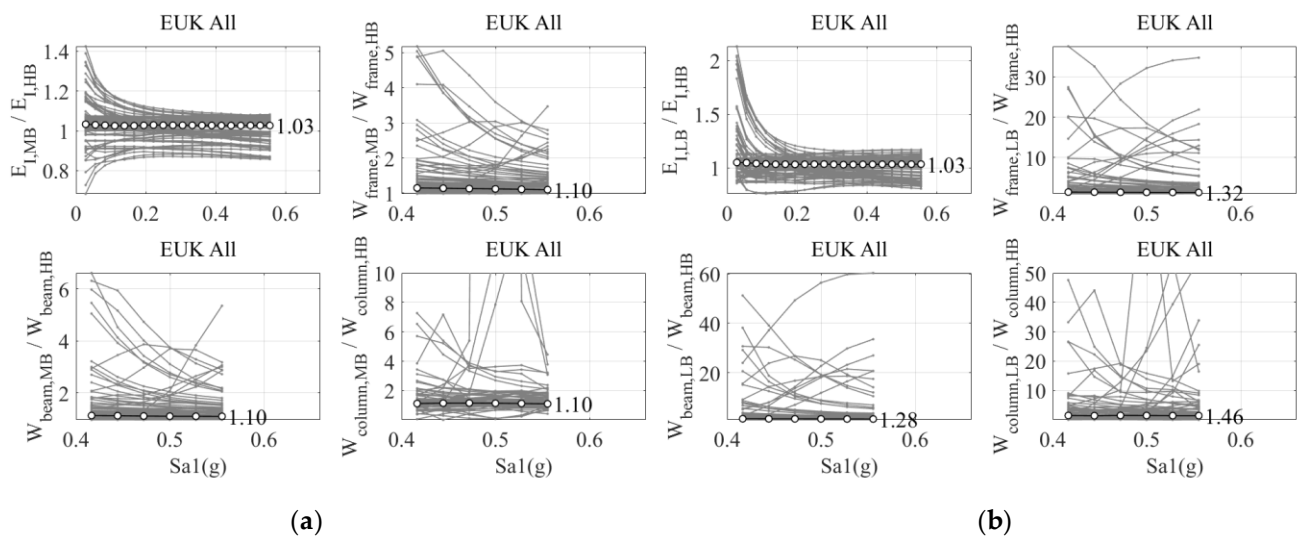 EUK All
E_I,MB / E_I,HB
1.4
1.2
1
0.8
0
0.2
0.4
0.6
1.03
EUK All
W_frame,MB / W_frame,HB
5
4
3
2
1
0.4
0.5
0.6
1.10
EUK All
E_I,LB / E_I,HB
2
1.5
1
0
0.2
0.4
0.6
1.03
EUK All
W_frame,LB / W_frame,HB
30
20
10
0.4
0.5
0.6
1.32
EUK All
W_beam,MB / W_beam,HB
6
4
2
0.4
0.5
0.6
1.10
Sa1(g)
EUK All
W_column,MB / W_column,HB
10
8
6
4
2
0.4
0.5
0.6
1.10
Sa1(g)
EUK All
W_beam,LB / W_beam,HB
60
40
20
0.4
0.5
0.6
1.28
Sa1(g)
EUK All
W_column,LB / W_column,HB
50
40
30
20
10
0.4
0.5
0.6
1.46
Sa1(g)
(a)
(b)